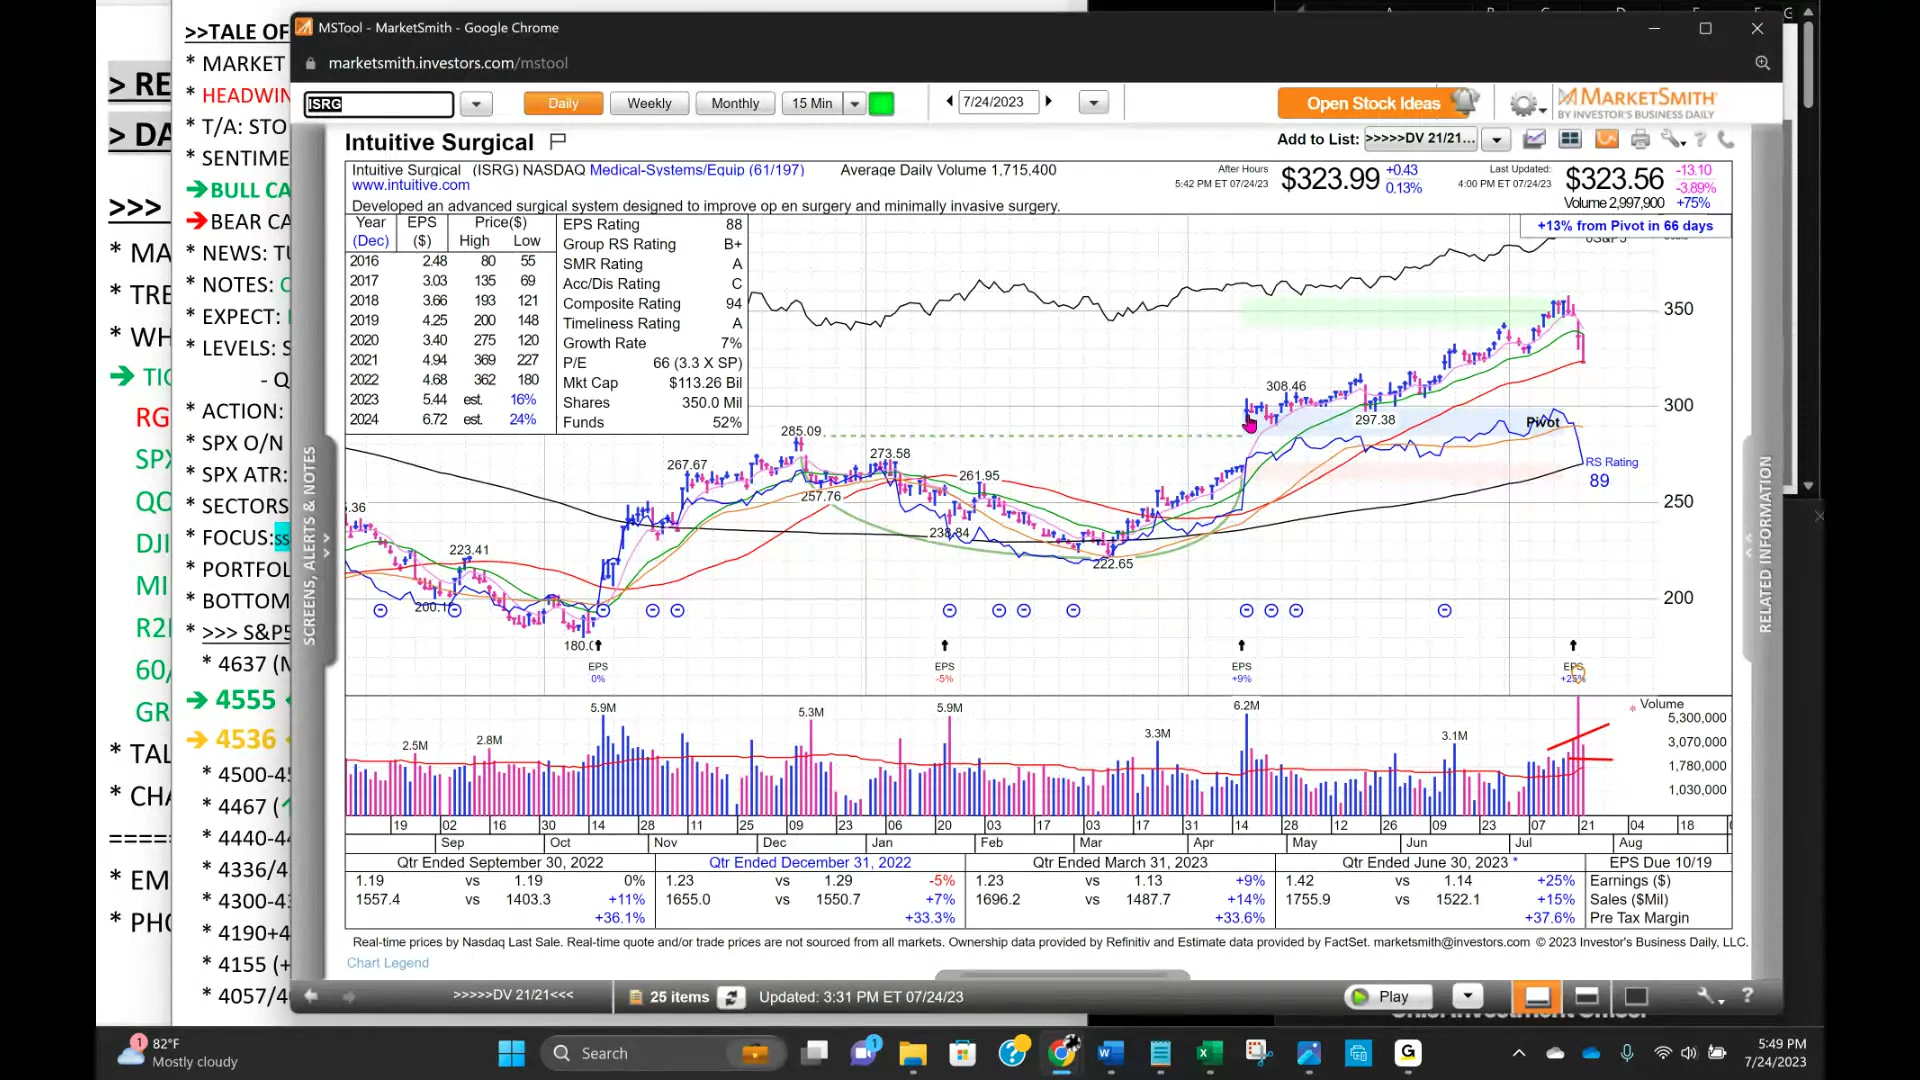 MSTool - MarketSmith - Google Chrome
marketsmith.investors.com/mstool
ISRG
Daily
Weekly
Monthly
15 Min
7/24/2023
Open Stock Ideas
MARKETSMITH
BY INVESTOR'S BUSINESS DAILY
Intuitive Surgical
Add to List:
>>>>>DV 21/21...
Intuitive Surgical (ISRG) NASDAQ Medical-Systems/Equip (61/197) Average Daily Volume 1,715,400
www.intuitive.com
Developed an advanced surgical system designed to improve op en surgery and minimally invasive surgery.
After Hours
5:42 PM ET 07/24/23
$323.99
+0.43
0.13%
Last Updated:
4:00 PM ET 07/24/23
$323.56
-13.10
-3.89%
Volume 2,997,900
+75%
+13% from Pivot in 66 days
Year EPS Price($)
(Dec) ($) High Low
2016 2.48 80 55
2017 3.03 135 69
2018 3.66 193 121
2019 4.25 200 148
2020 3.40 275 120
2021 4.94 369 227
2022 4.68 362 180
2023 5.44 est. 16%
2024 6.72 est. 24%
EPS Rating 88
Group RS Rating B+
SMR Rating A
Acc/Dis Rating C
Composite Rating 94
Timeliness Rating A
Growth Rate 7%
P/E 66 (3.3 X SP)
Mkt Cap $113.26 Bil
Shares 350.0 Mil
Funds 52%
350
300
250
200
308.46
297.38
Pivot
RS Rating
89
285.09
267.67
257.76
273.58
261.95
238.84
222.65
223.41
EPS
0%
EPS
-5%
EPS
+9%
EPS
+25%
Volume
5,300,000
3,070,000
1,780,000
1,030,000
2.5M
2.8M
5.9M
5.3M
5.9M
3.3M
6.2M
3.1M
19 02 16 30 14 28 11 25 09 23 06 20 03 17 03 17 31 14 28 12 26 09 23 07 21 04 18
Sep Oct Nov Dec Jan Feb Mar Apr May Jun Jul Aug
Qtr Ended September 30, 2022
1.19 vs 1.19 0%
1557.4 vs 1403.3 +11%
+36.1%
Qtr Ended December 31, 2022
1.23 vs 1.29 -5%
1655.0 vs 1550.7 +7%
+33.3%
Qtr Ended March 31, 2023
1.23 vs 1.13 +9%
1696.2 vs 1487.7 +14%
+33.6%
Qtr Ended June 30, 2023 *
1.42 vs 1.14 +25%
1755.9 vs 1522.1 +15%
+37.6%
EPS Due 10/19
Earnings ($)
Sales ($Mil)
Pre Tax Margin
Real-time prices by Nasdaq Last Sale. Real-time quote and/or trade prices are not sourced from all markets. Ownership data provided by Refinitiv and Estimate data provided by FactSet. marketsmith@investors.com © 2023 Investor's Business Daily, LLC.
Chart Legend
>>>>>DV 21/21<<<
25 items
Updated: 3:31 PM ET 07/24/23
Play
SCREENS, ALERTS & NOTES
RELATED INFORMATION
>>TALE OF
* MARKET
* T/A: STO
* SENTIME
BULL CA
BEAR CA
* NEWS: TU
* NOTES:
* EXPECT:
* LEVELS: S
* ACTION:
* SPX O/N
* SPX ATR:
* SECTORS
* FOCUS:
* PORTFOL
* BOTTOM
* >>> S&P5
* 4637
4555
4536
* 4467
* 4190+4
82°F
Mostly cloudy
Search
5:49 PM
7/24/2023